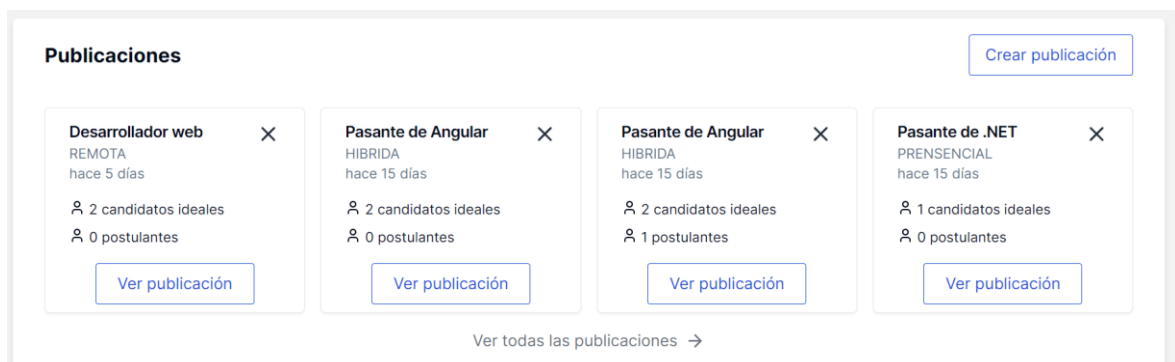 Publicaciones
Crear publicación
Desarrollador web
REMOTA
hace 5 días
2 candidatos ideales
0 postulantes
Ver publicación
Pasante de Angular
HIBRIDA
hace 15 días
2 candidatos ideales
0 postulantes
Ver publicación
Pasante de Angular
HIBRIDA
hace 15 días
2 candidatos ideales
1 postulantes
Ver publicación
Pasante de .NET
PRENSENCIAL
hace 15 días
1 candidatos ideales
0 postulantes
Ver publicación
Ver todas las publicaciones →